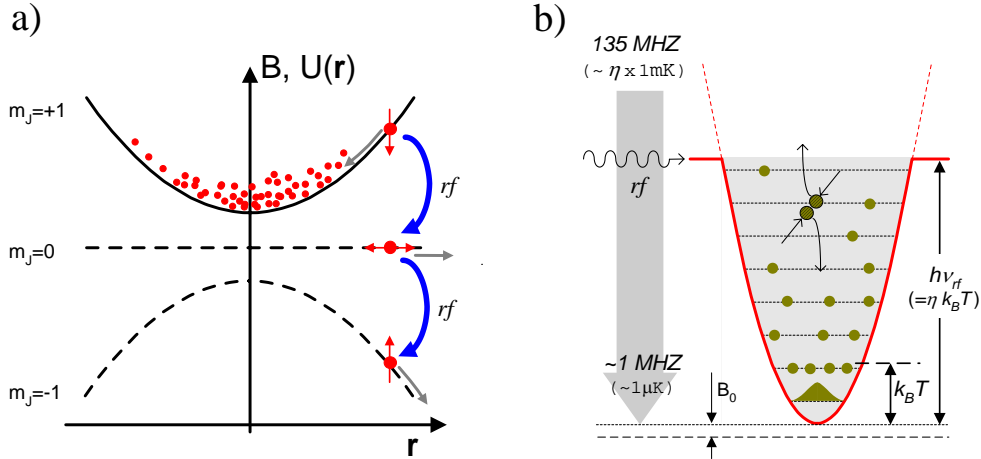 a)
B, U(r)
m_J=+1
rf
m_J=0
rf
m_J=-1
r
b)
135 MHZ
(~ η x 1mK)
rf
hν_rf
(=η k_BT)
~1 MHZ
(~1μK)
B_0
k_BT